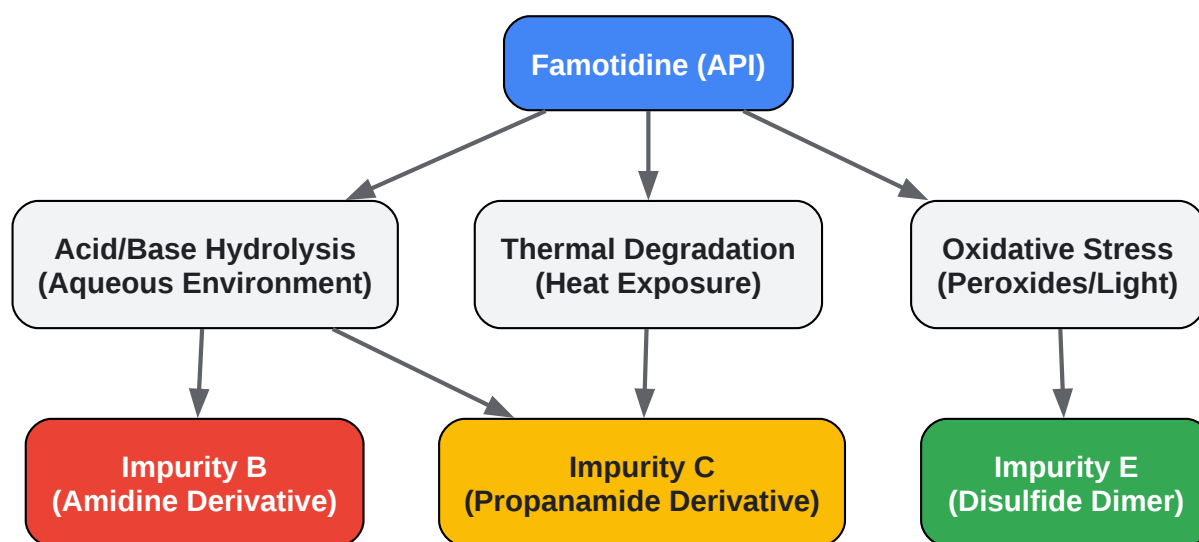 Famotidine (API)
Acid/Base Hydrolysis
(Aqueous Environment)
Thermal Degradation
(Heat Exposure)
Oxidative Stress
(Peroxides/Light)
Impurity B
(Amidine Derivative)
Impurity C
(Propanamide Derivative)
Impurity E
(Disulfide Dimer)